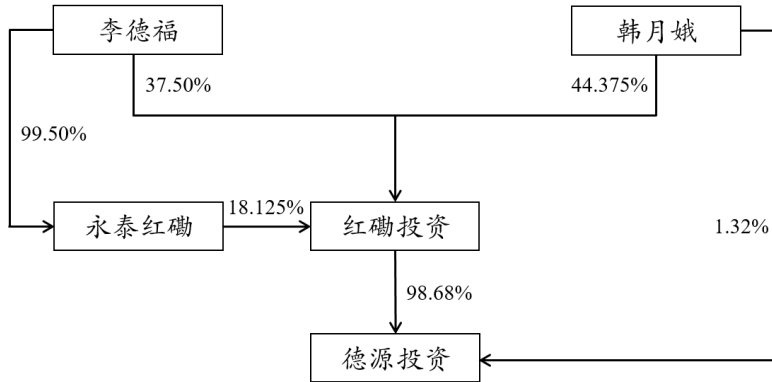 李德福
韩月娥
37.50%
44.375%
99.50%
永泰红磡
18.125%
红磡投资
1.32%
98.68%
德源投资